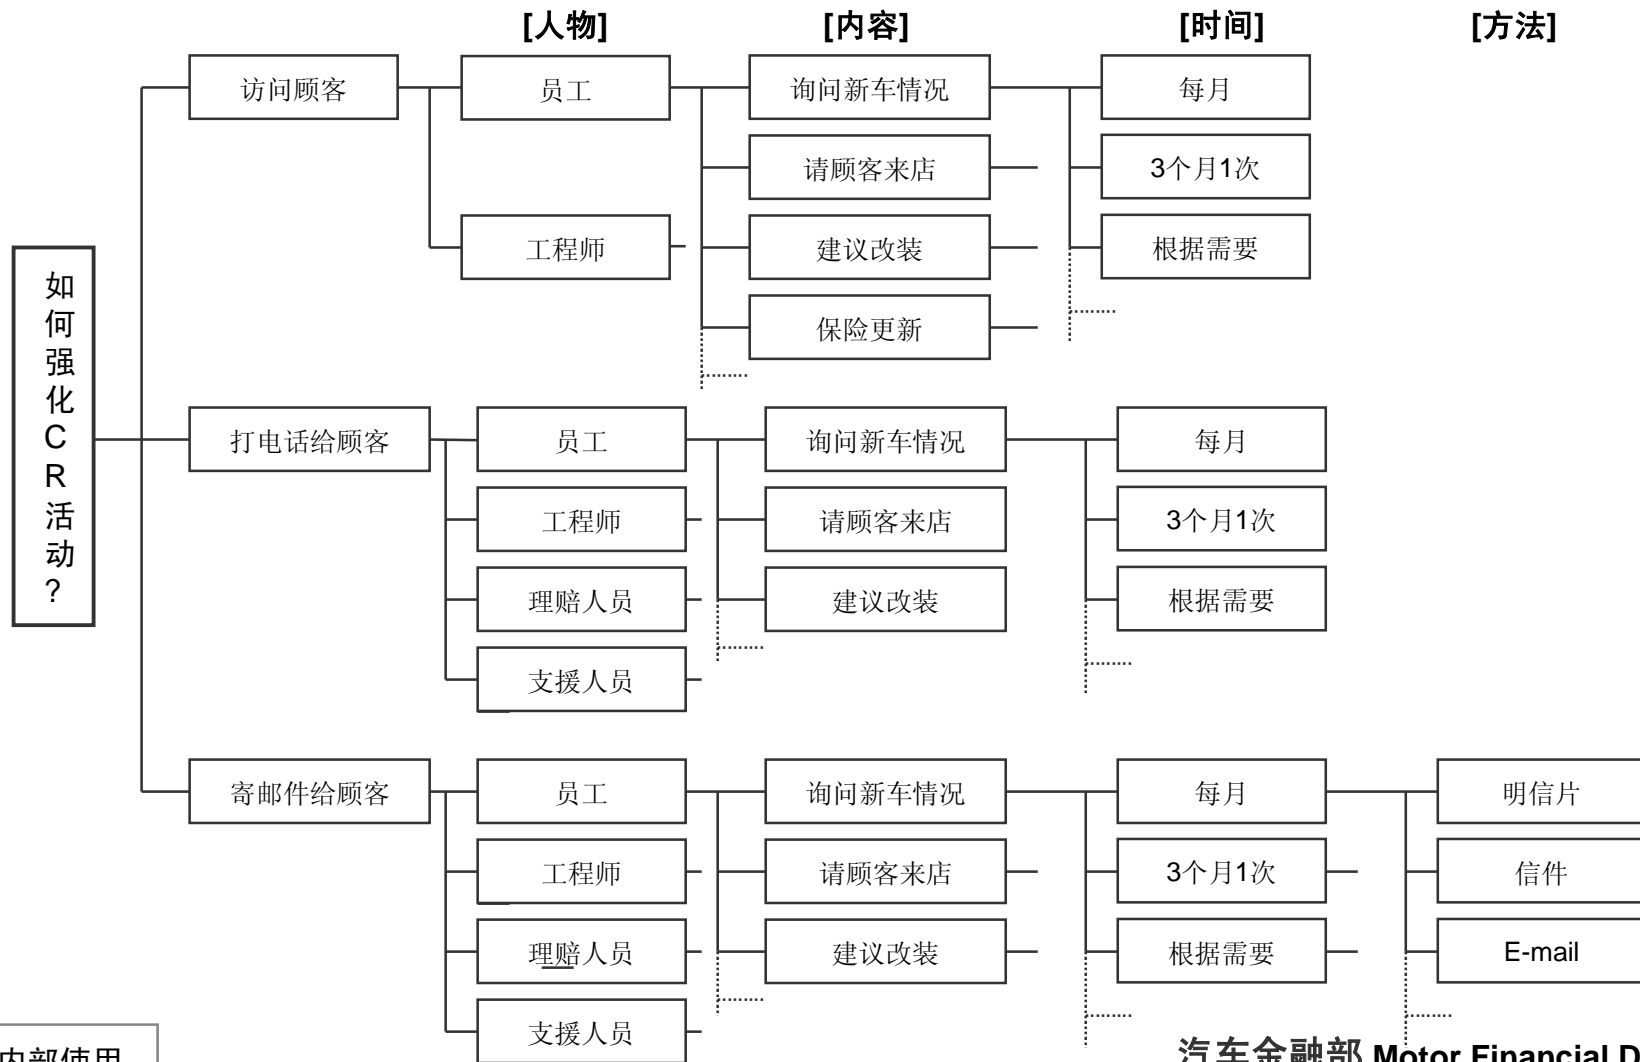 [人物] [内容] [时间] [方法]
访问顾客 员工 询问新车情况 每月
请顾客来店 3个月1次
工程师 建议改装 根据需要
保险更新
如何强化CR活动?
打电话给顾客 员工 询问新车情况 每月
工程师 请顾客来店 3个月1次
理赔人员 建议改装 根据需要
支援人员
寄邮件给顾客 员工 询问新车情况 每月 明信片
工程师 请顾客来店 3个月1次 信件
理赔人员 建议改装 根据需要 E-mail
支援人员
内部使用
汽车金融部 Motor Financial D